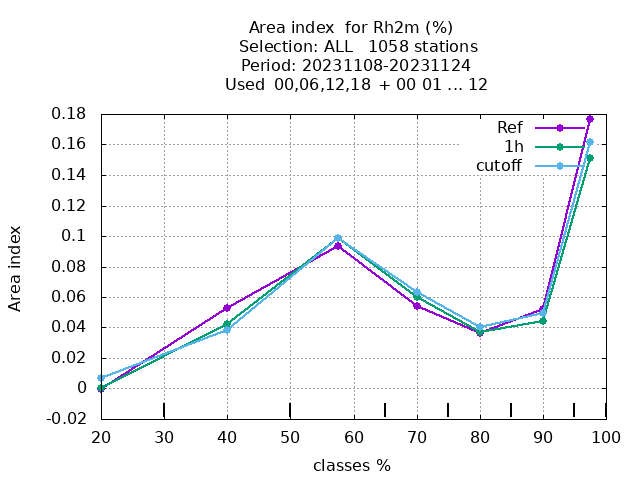 Area index  for Rh2m (%)
Selection: ALL   1058 stations
Period: 20231108-20231124
Used  00,06,12,18  + 00 01 ... 12
Ref
1h
cutoff
0.18
0.16
0.14
0.12
0.1
0.08
0.06
0.04
0.02
0
-0.02
Area index
20 30 40 50 60 70 80 90 100
classes %